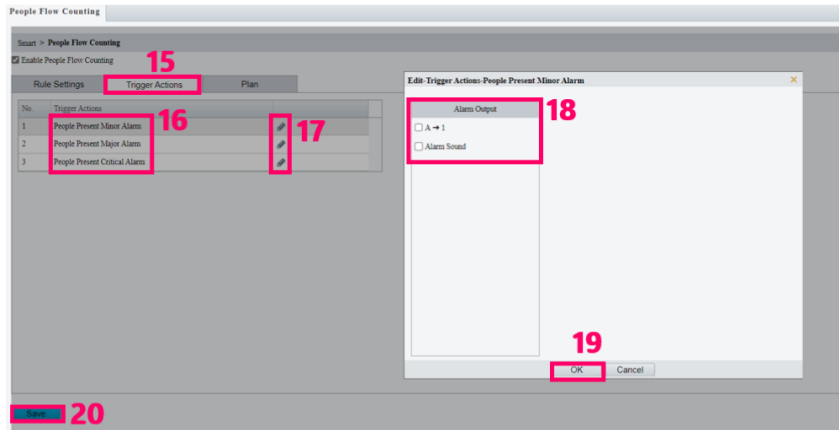 People Flow Counting
Smart > People Flow Counting
Enable People Flow Counting
15
Rule Settings Trigger Actions Plan
No. Trigger Actions
1 People Present Minor Alarm
2 People Present Major Alarm
3 People Present Critical Alarm
16
17
Edit-Trigger Actions-People Present Minor Alarm ×
Alarm Output
A → 1
Alarm Sound
18
19
OK Cancel
Save 20